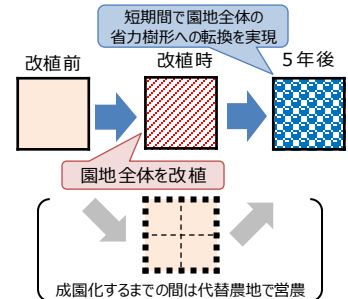 短期間で園地全体の
省力樹形への転換を実現
改植前
改植時
5年後
園地全体を改植
成園化するまでの間は代替農地で営農